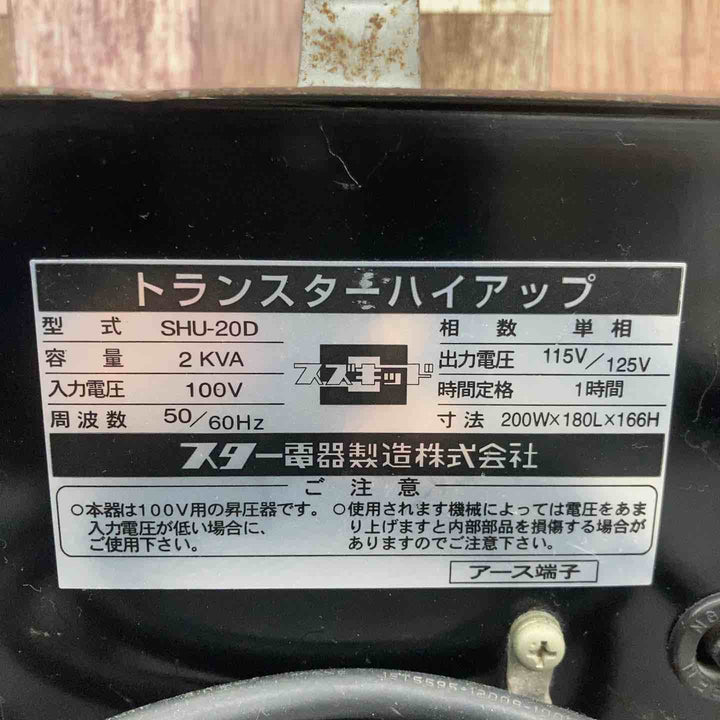 トランスターハイアップ
型式 SHU-20D 相数 単相
容量 2 KVA 出力電圧 115V/125V
入力電圧 100V 時間定格 1時間
周波数 50/60Hz 寸法 200W×180L×166H
スズキッド
スター電器製造株式会社
ご注意
○本器は100V用の昇圧器です。
入力電圧が低い場合に、
ご使用下さい。
○使用されます機械によっては電圧をあま
り上げますと内部部品を損傷する場合が
ありますのでご注意下さい。
アース端子